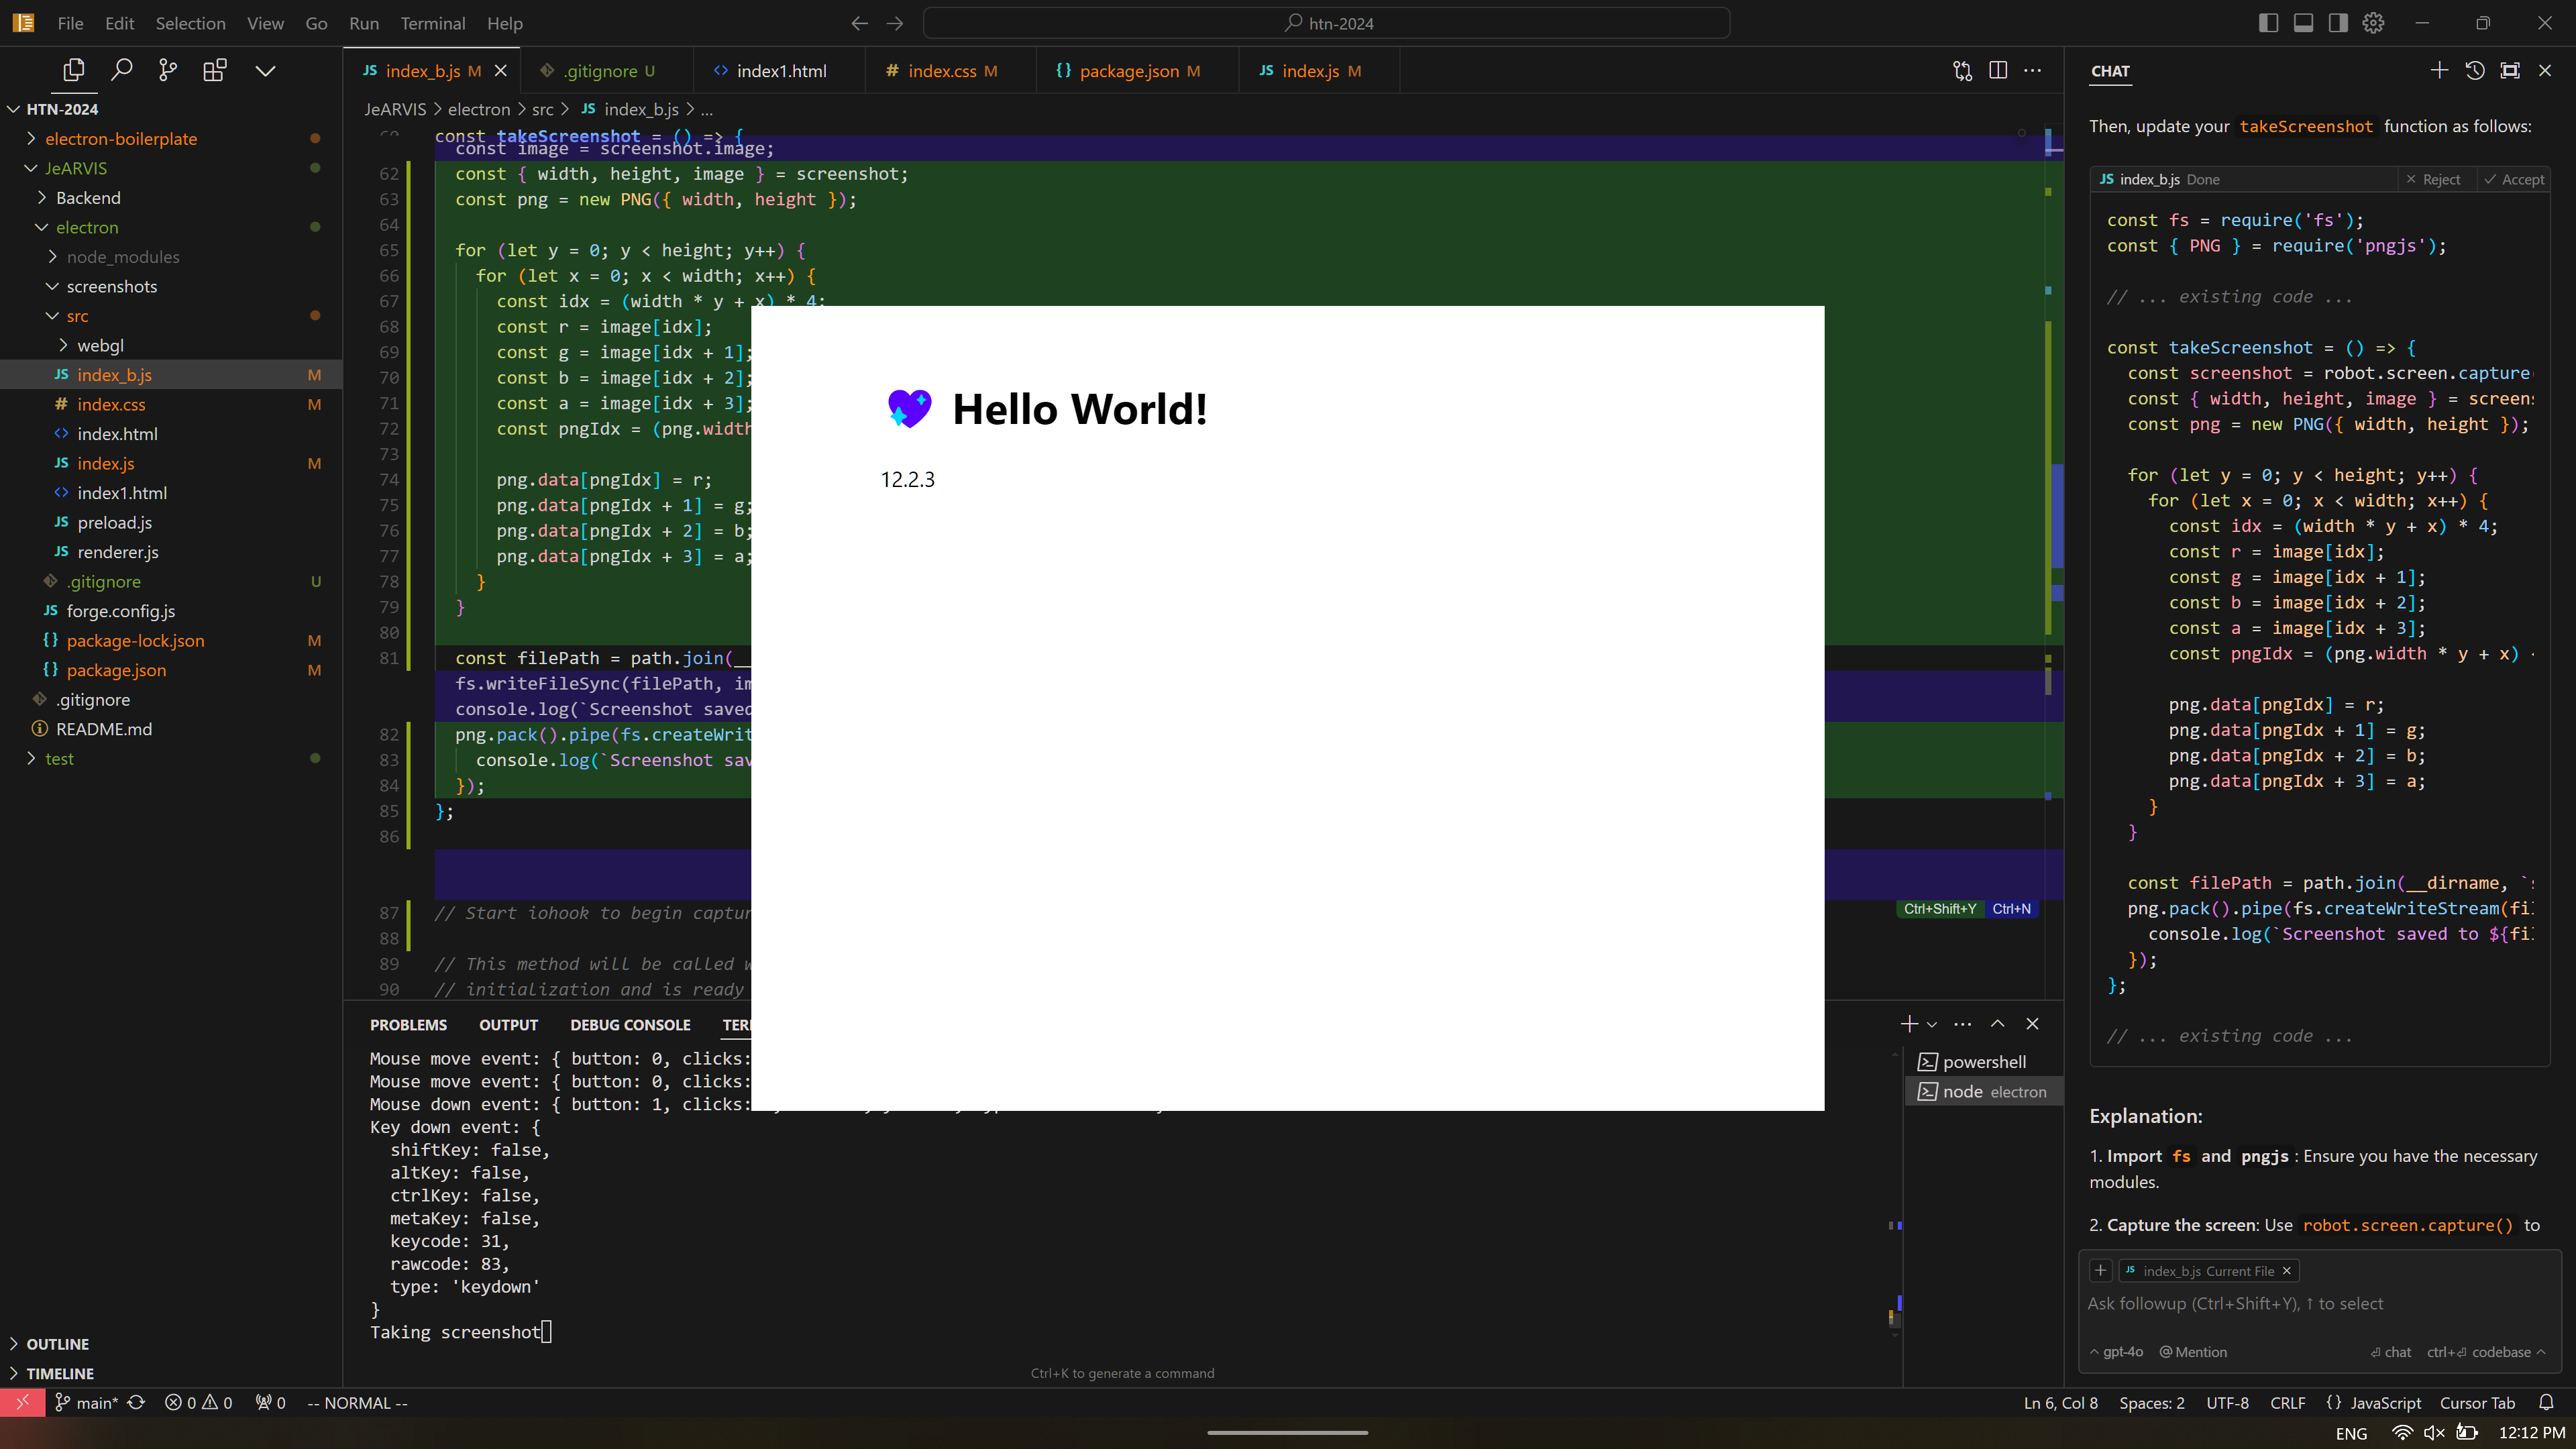 File Edit Selection View Go Run Terminal Help
htn-2024
HTN-2024
electron-boilerplate
JeARVIS
Backend
electron
node_modules
screenshots
src
webgl
JS index_b.js M
# index.css M
<> index.html
JS index.js M
<> index1.html
JS preload.js
JS renderer.js
.gitignore U
JS forge.config.js
{} package-lock.json M
{} package.json M
.gitignore
README.md
test
OUTLINE
TIMELINE
JS index_b.js M
.gitignore U
<> index1.html
# index.css M
{} package.json M
JS index.js M
JeARVIS > electron > src > JS index_b.js > ...
const takeScreenshot = () => {
const image = screenshot.image;
62 const { width, height, image } = screenshot;
63 const png = new PNG({ width, height });
64
65 for (let y = 0; y < height; y++) {
66 for (let x = 0; x < width; x++) {
67 const idx = (width * y + x) * 4;
68 const r = image[idx];
69 const g = image[idx + 1];
70 const b = image[idx + 2];
71 const a = image[idx + 3];
72 const pngIdx = (png.width
73
74 png.data[pngIdx] = r;
75 png.data[pngIdx + 1] = g;
76 png.data[pngIdx + 2] = b;
77 png.data[pngIdx + 3] = a;
78 }
79 }
80
81 const filePath = path.join(__
fs.writeFileSync(filePath, im
console.log(`Screenshot saved
82 png.pack().pipe(fs.createWrit
83 console.log(`Screenshot sav
84 });
85 };
86
87 // Start iohook to begin captur
88
89 // This method will be called w
90 // initialization and is ready
Ctrl+Shift+Y Ctrl+N
Hello World!
12.2.3
PROBLEMS OUTPUT DEBUG CONSOLE TER
Mouse move event: { button: 0, clicks:
Mouse move event: { button: 0, clicks:
Mouse down event: { button: 1, clicks:
Key down event: {
shiftKey: false,
altKey: false,
ctrlKey: false,
metaKey: false,
keycode: 31,
rawcode: 83,
type: 'keydown'
}
Taking screenshot
Ctrl+K to generate a command
powershell
node electron
CHAT
Then, update your takeScreenshot function as follows:
JS index_b.js Done Reject Accept
const fs = require('fs');
const { PNG } = require('pngjs');
// ... existing code ...
const takeScreenshot = () => {
const screenshot = robot.screen.capture
const { width, height, image } = screens
const png = new PNG({ width, height });
for (let y = 0; y < height; y++) {
for (let x = 0; x < width; x++) {
const idx = (width * y + x) * 4;
const r = image[idx];
const g = image[idx + 1];
const b = image[idx + 2];
const a = image[idx + 3];
const pngIdx = (png.width * y + x)
png.data[pngIdx] = r;
png.data[pngIdx + 1] = g;
png.data[pngIdx + 2] = b;
png.data[pngIdx + 3] = a;
}
}
const filePath = path.join(__dirname, `s
png.pack().pipe(fs.createWriteStream(fil
console.log(`Screenshot saved to ${fil
});
};
// ... existing code ...
Explanation:
1. Import fs and pngjs : Ensure you have the necessary
modules.
2. Capture the screen: Use robot.screen.capture() to
JS index_b.js Current File
Ask followup (Ctrl+Shift+Y), ↑ to select
gpt-4o @ Mention chat ctrl+⏎ codebase
main* 0 0 0 -- NORMAL --
Ln 6, Col 8 Spaces: 2 UTF-8 CRLF {} JavaScript Cursor Tab
ENG 12:12 PM